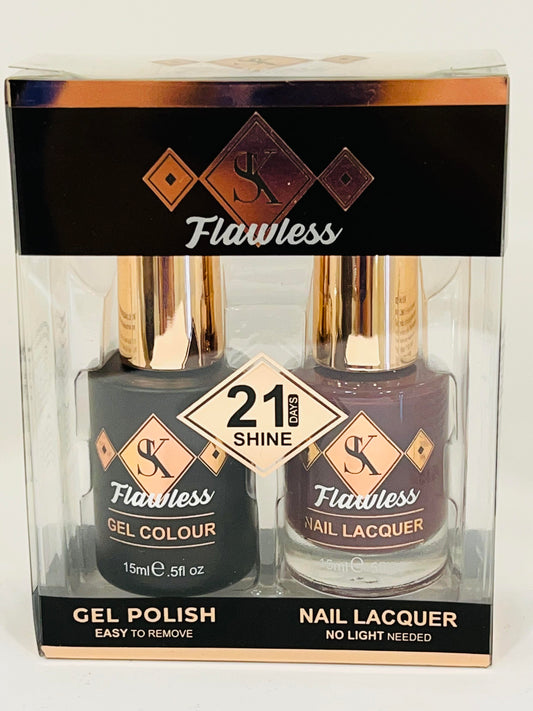 SK
Flawless
21 DAYS
SHINE
SK
Flawless
GEL COLOUR
15ml e .5fl oz
SK
Flawless
NAIL LACQUER
15ml e
GEL POLISH
EASY TO REMOVE
NAIL LACQUER
NO LIGHT NEEDED